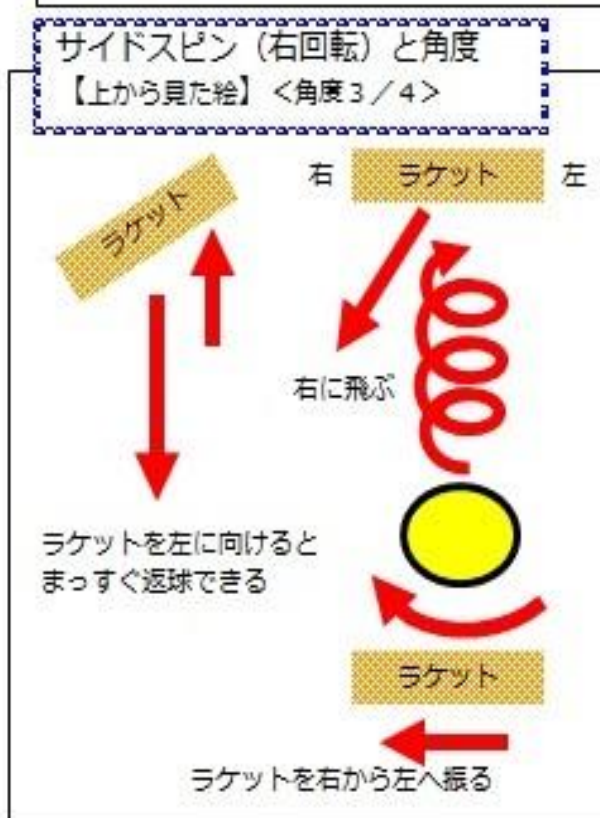 サイドスピン（右回転）と角度
【上から見た絵】＜角度３／４＞
ラケット
右
ラケット
左
右に飛ぶ
ラケットを左に向けると
まっすぐ返球できる
ラケット
ラケットを右から左へ振る